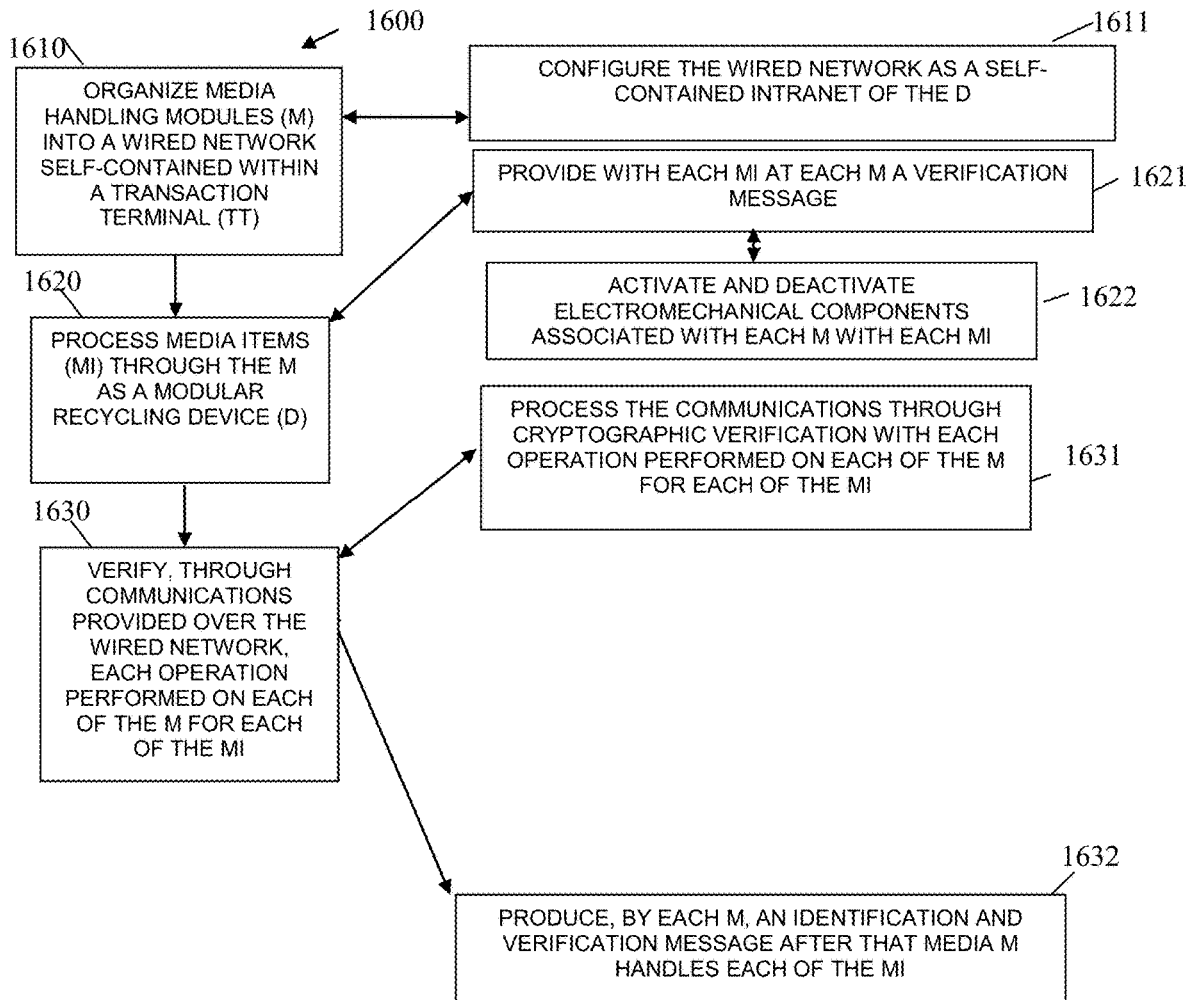 1600
1610
ORGANIZE MEDIA
HANDLING MODULES (M)
INTO A WIRED NETWORK
SELF-CONTAINED WITHIN
A TRANSACTION
TERMINAL (TT)
1611
CONFIGURE THE WIRED NETWORK AS A SELF-
CONTAINED INTRANET OF THE D
1620
PROCESS MEDIA ITEMS
(MI) THROUGH THE M
AS A MODULAR
RECYCLING DEVICE (D)
1621
PROVIDE WITH EACH MI AT EACH M A VERIFICATION
MESSAGE
1622
ACTIVATE AND DEACTIVATE
ELECTROMECHANICAL COMPONENTS
ASSOCIATED WITH EACH M WITH EACH MI
1630
VERIFY, THROUGH
COMMUNICATIONS
PROVIDED OVER THE
WIRED NETWORK,
EACH OPERATION
PERFORMED ON EACH
OF THE M FOR EACH
OF THE MI
1631
PROCESS THE COMMUNICATIONS THROUGH
CRYPTOGRAPHIC VERIFICATION WITH EACH
OPERATION PERFORMED ON EACH OF THE M
FOR EACH OF THE MI
1632
PRODUCE, BY EACH M, AN IDENTIFICATION AND
VERIFICATION MESSAGE AFTER THAT MEDIA M
HANDLES EACH OF THE MI